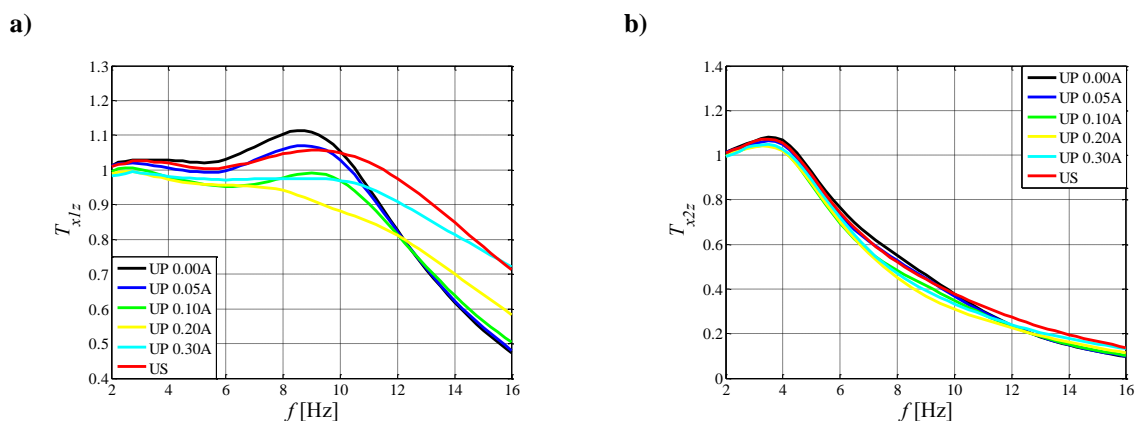 a)
1.3
1.2
1.1
1
0.9
0.8
0.7
0.6
0.5
0.4
T_{x1z}
UP 0.00A
UP 0.05A
UP 0.10A
UP 0.20A
UP 0.30A
US
2 4 6 8 10 12 14 16
f [Hz]
b)
1.4
1.2
1
0.8
0.6
0.4
0.2
0
T_{x2z}
UP 0.00A
UP 0.05A
UP 0.10A
UP 0.20A
UP 0.30A
US
2 4 6 8 10 12 14 16
f [Hz]